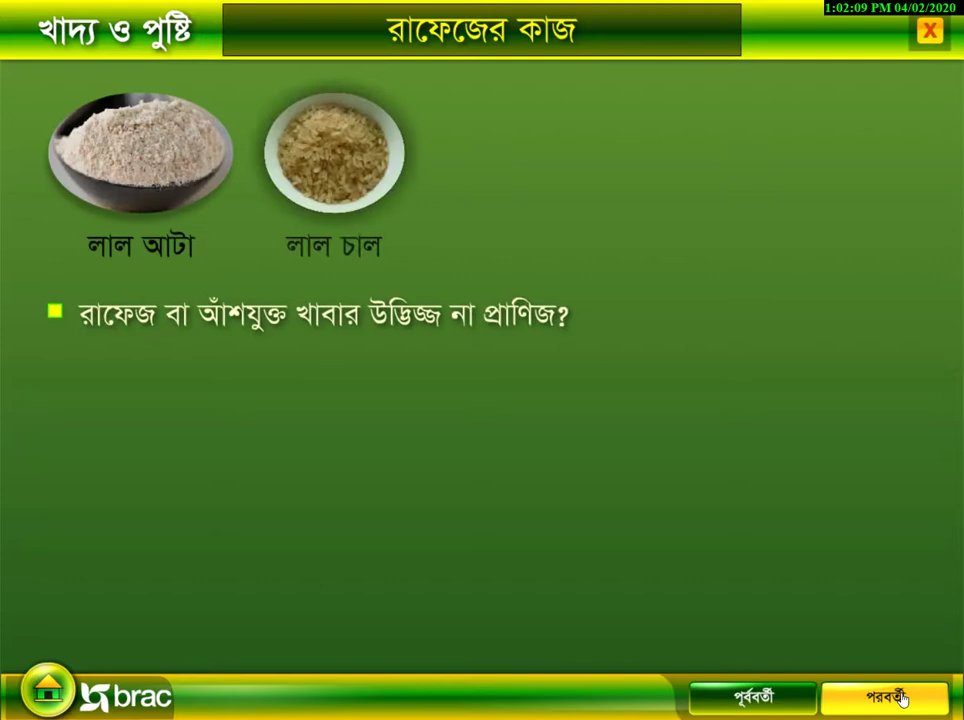 1:02:09 PM 04/02/2020
খাদ্য ও পুষ্টি
রাফেজের কাজ
X
লাল আটা
লাল চাল
রাফেজ বা আঁশযুক্ত খাবার উদ্ভিজ্জ না প্রাণিজ?
brac
পূর্ববর্তী
পরবর্তী